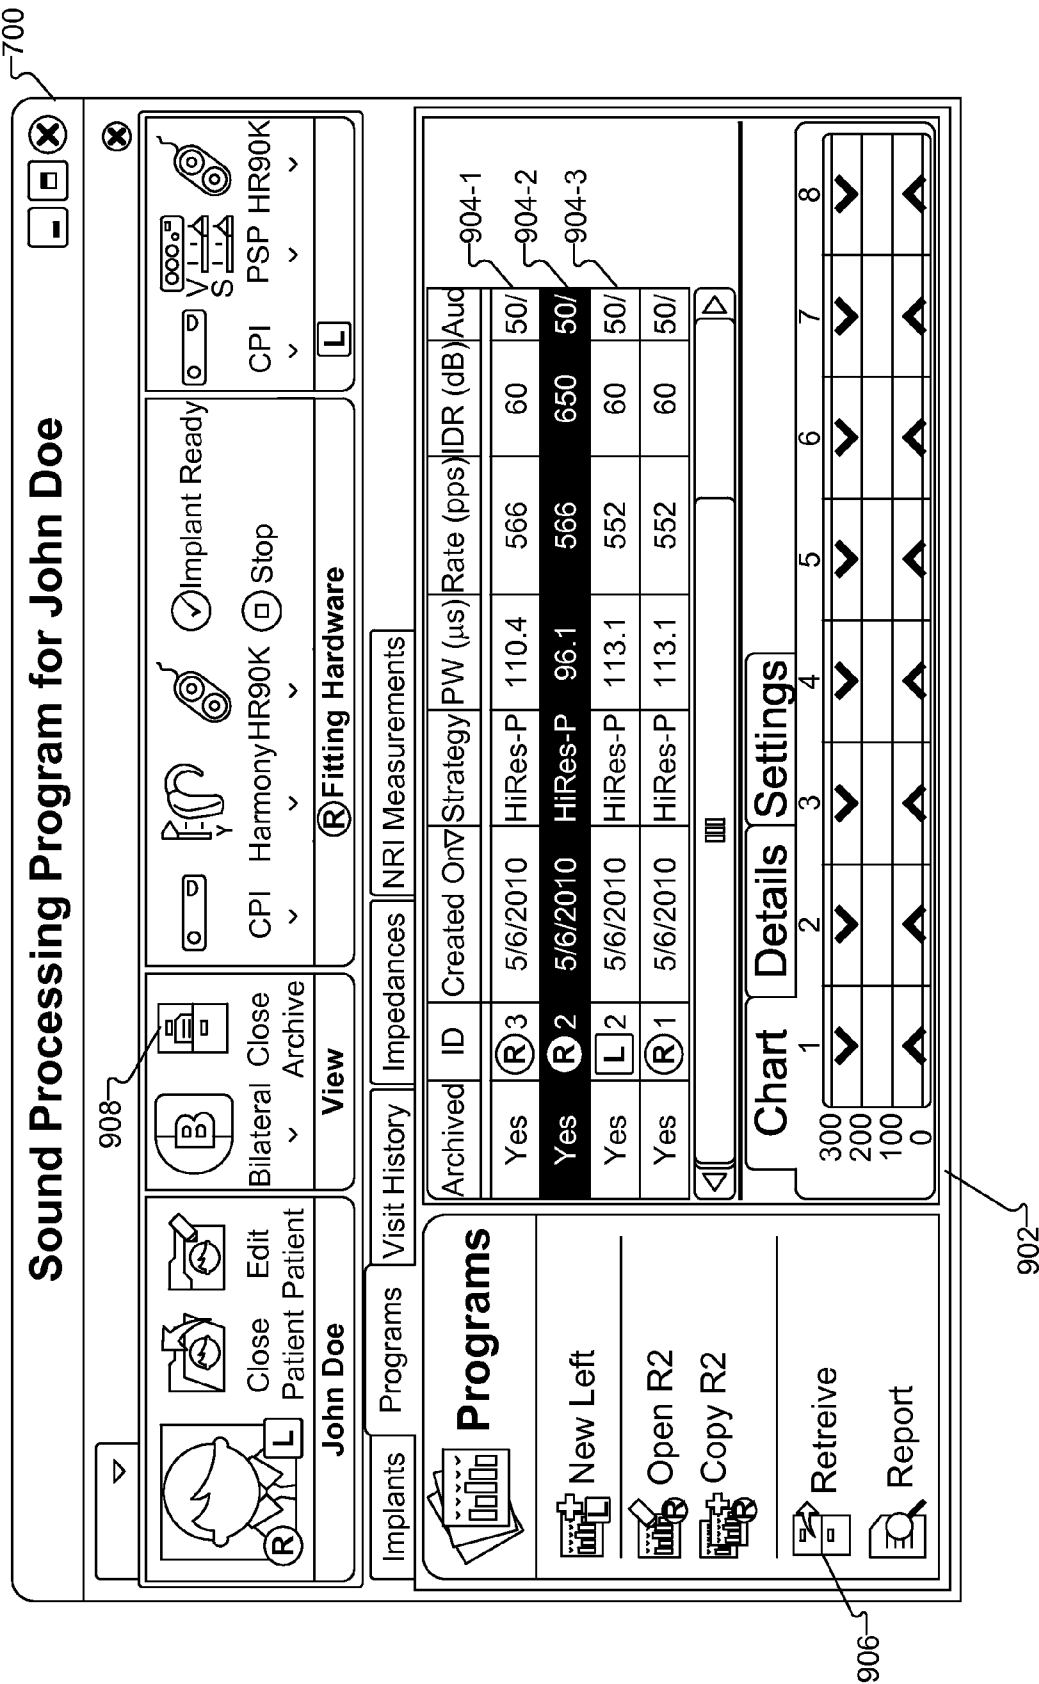 700
Sound Processing Program for John Doe
R L
Close Patient
Edit Patient
John Doe
908
B
Bilateral
Close Archive
View
CPI
Harmony
Y
HR90K
Implant Ready
Stop
R Fitting Hardware
CPI
V
S
PSP
HR90K
L
Implants
Programs
Visit History
Impedances
NRI Measurements
Programs
L New Left
R Open R2
R Copy R2
Retreive
Report
906
Archived ID Created On Strategy PW (µs) Rate (pps) IDR (dB) Aud
Yes R 3 5/6/2010 HiRes-P 110.4 566 60 50/
Yes R 2 5/6/2010 HiRes-P 96.1 566 650 50/
Yes L 2 5/6/2010 HiRes-P 113.1 552 60 50/
Yes R 1 5/6/2010 HiRes-P 113.1 552 60 50/
904-1
904-2
904-3
Chart Details Settings
1 2 3 4 5 6 7 8
300
200
100
0
902